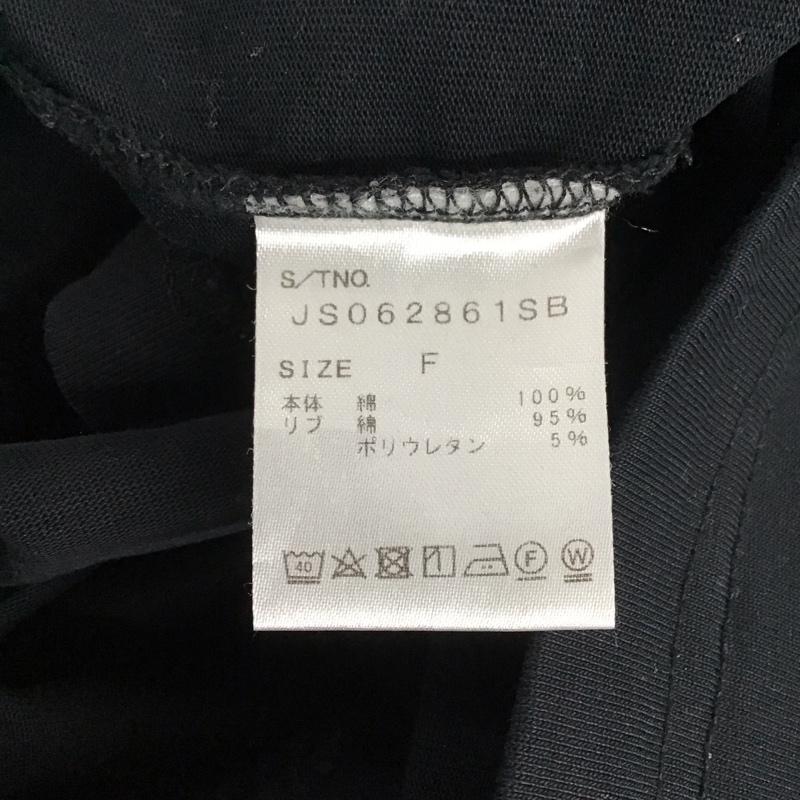 S/TNO.
JS062861SB
SIZE F
本体 綿 100%
リブ 綿 95%
ポリウレタン 5%
40 F W